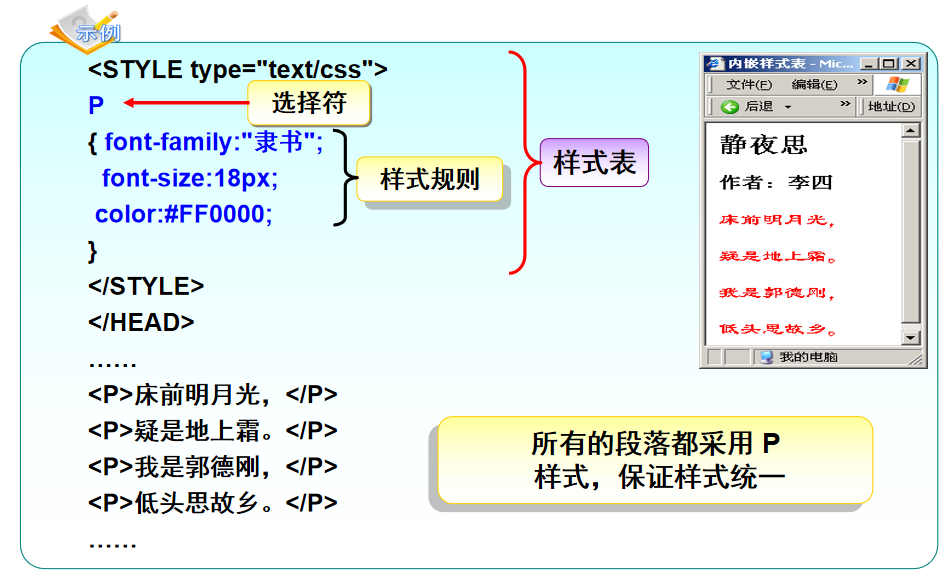 示例
<STYLE type="text/css">
P
选择符
{ font-family:"隶书";
font-size:18px;
color:#FF0000;
}
样式规则
样式表
</STYLE>
</HEAD>
……
<P>床前明月光，</P>
<P>疑是地上霜。</P>
<P>我是郭德刚，</P>
<P>低头思故乡。</P>
……
内嵌样式表 - Mic...
文件(F) 编辑(E) »
后退 » 地址(D)
静夜思
作者：李四
床前明月光，
疑是地上霜。
我是郭德刚，
低头思故乡。
我的电脑
所有的段落都采用 P
样式，保证样式统一